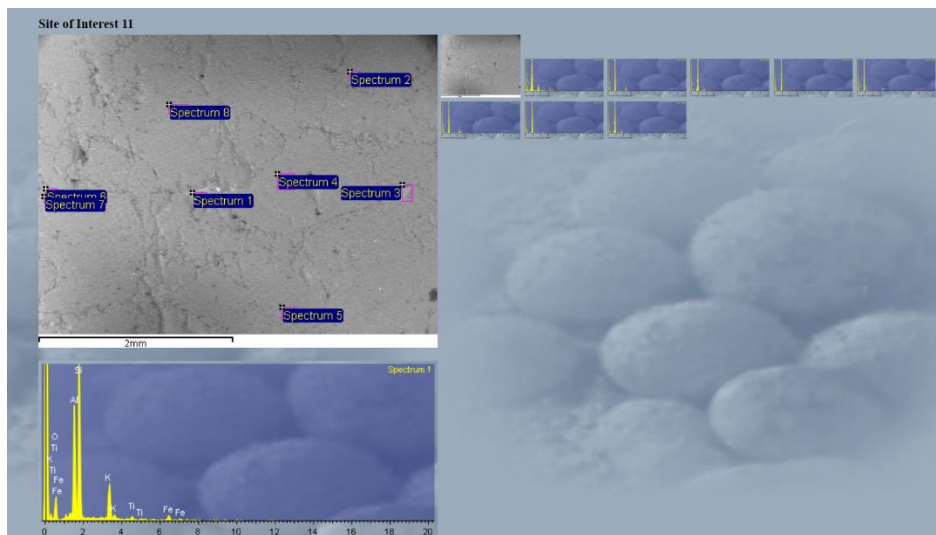 Site of Interest 11
Spectrum 2
Spectrum 8
Spectrum 4
Spectrum 3
Spectrum 6
Spectrum 1
Spectrum 7
Spectrum 5
2mm
Spectrum 1
Si
Al
O
Ti
K
Ti
Fe
Fe
K
K
Ti
Ti
Fe
Fe
0 2 4 6 8 10 12 14 16 18 20